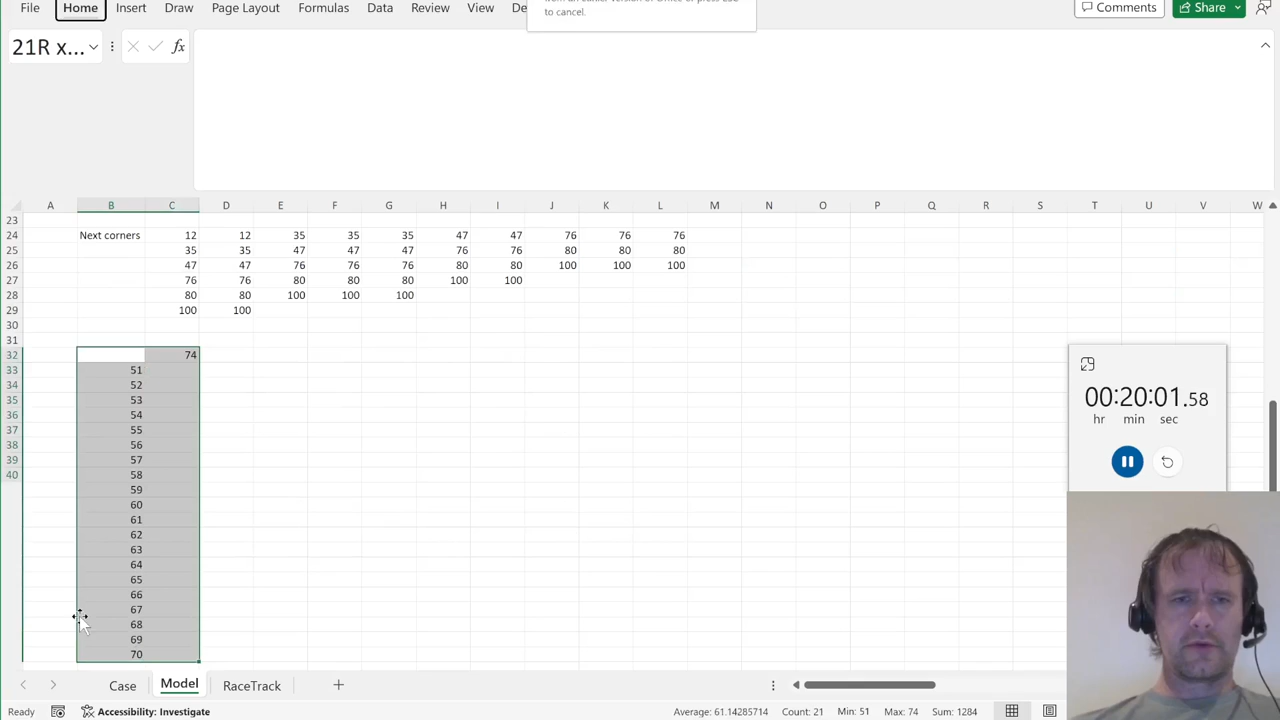 File Home Insert Draw Page Layout Formulas Data Review View De Comments Share
to cancel.
21R x... fx
A B C D E F G H I J K L M N O P Q R S T U V W
23
24 Next corners 12 12 35 35 35 47 47 76 76 76
25 35 35 47 47 47 76 76 80 80 80
26 47 47 76 76 76 80 80 100 100 100
27 76 76 80 80 80 100 100
28 80 80 100 100 100
29 100 100
30
31
32 74
33 51
34 52
35 53
36 54
37 55
38 56
39 57
40 58
59
60
61
62
63
64
65
66
67
68
69
70
00:20:01.58
hr min sec
Case Model RaceTrack
Ready Accessibility: Investigate Average: 61.14285714 Count: 21 Min: 51 Max: 74 Sum: 1284